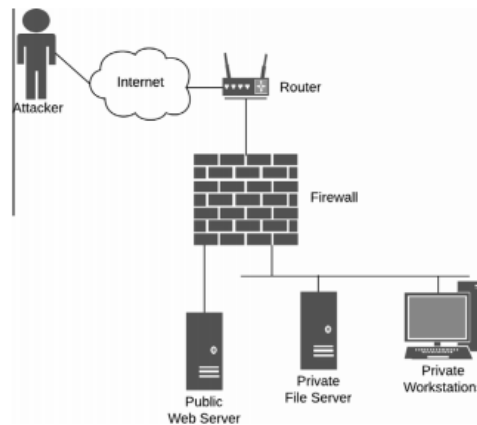 Internet
Router
Attacker
Firewall
Private
File Server
Private
Workstation
Public
Web Server